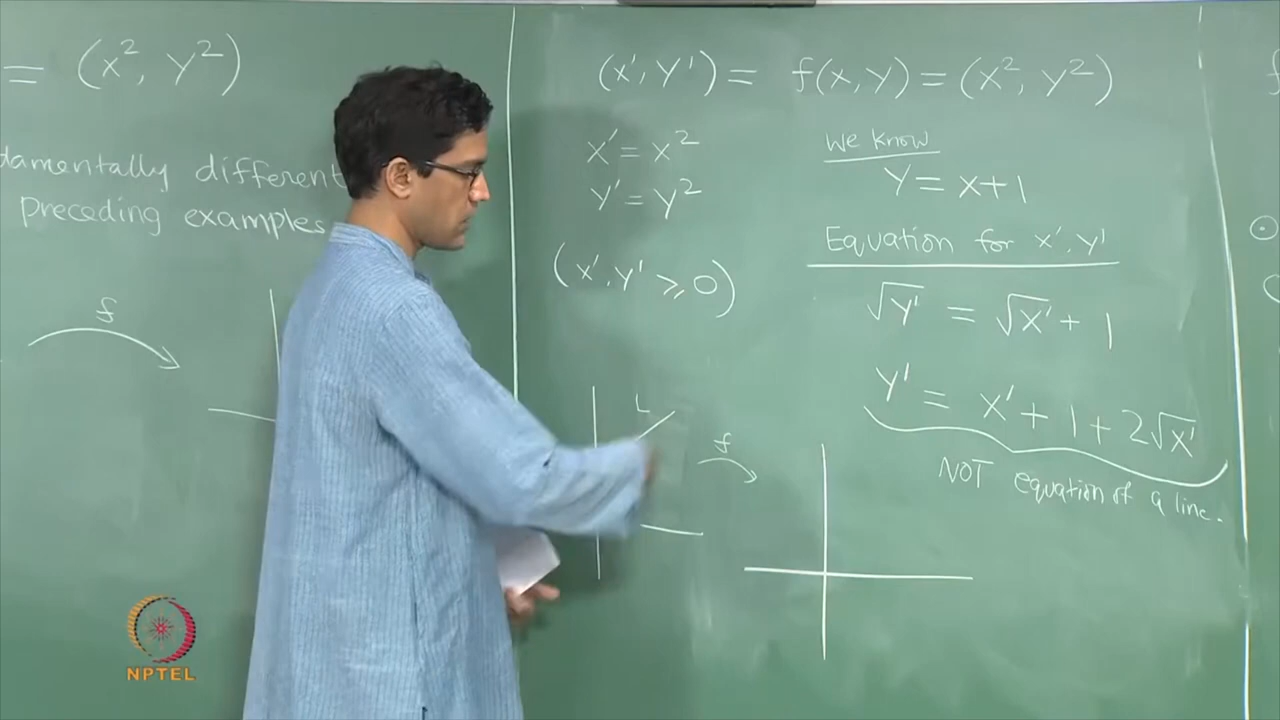 = (x², Y²)
damentally different
preceding examples
f
(x', Y') = f(x, Y) = (x², Y²)
x' = x²
Y' = Y²
(x', Y' ⩾ 0)
We know
Y = x+1
Equation for x', Y'
√Y' = √x' + 1
Y' = x' + 1 + 2√x'
NOT equation of a line.
L
f
NPTEL